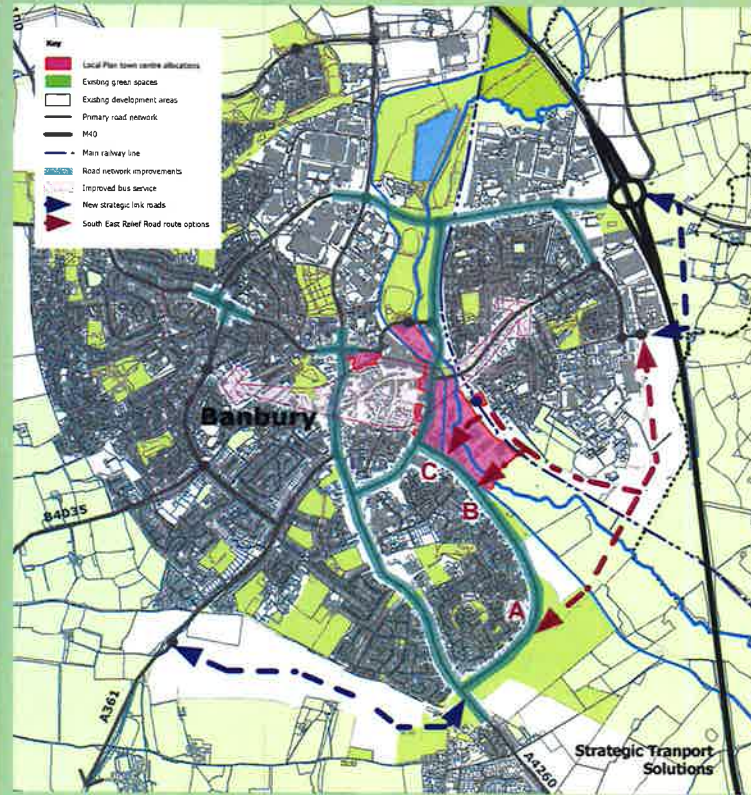 Key
Local Plan town centre allocations
Existing green spaces
Existing development areas
Primary road network
M40
Main railway line
Road network improvements
Improved bus service
New strategic link roads
South East Relief Road route options
Banbury
C
B
A
B4035
A361
A4260
Strategic Tranport
Solutions